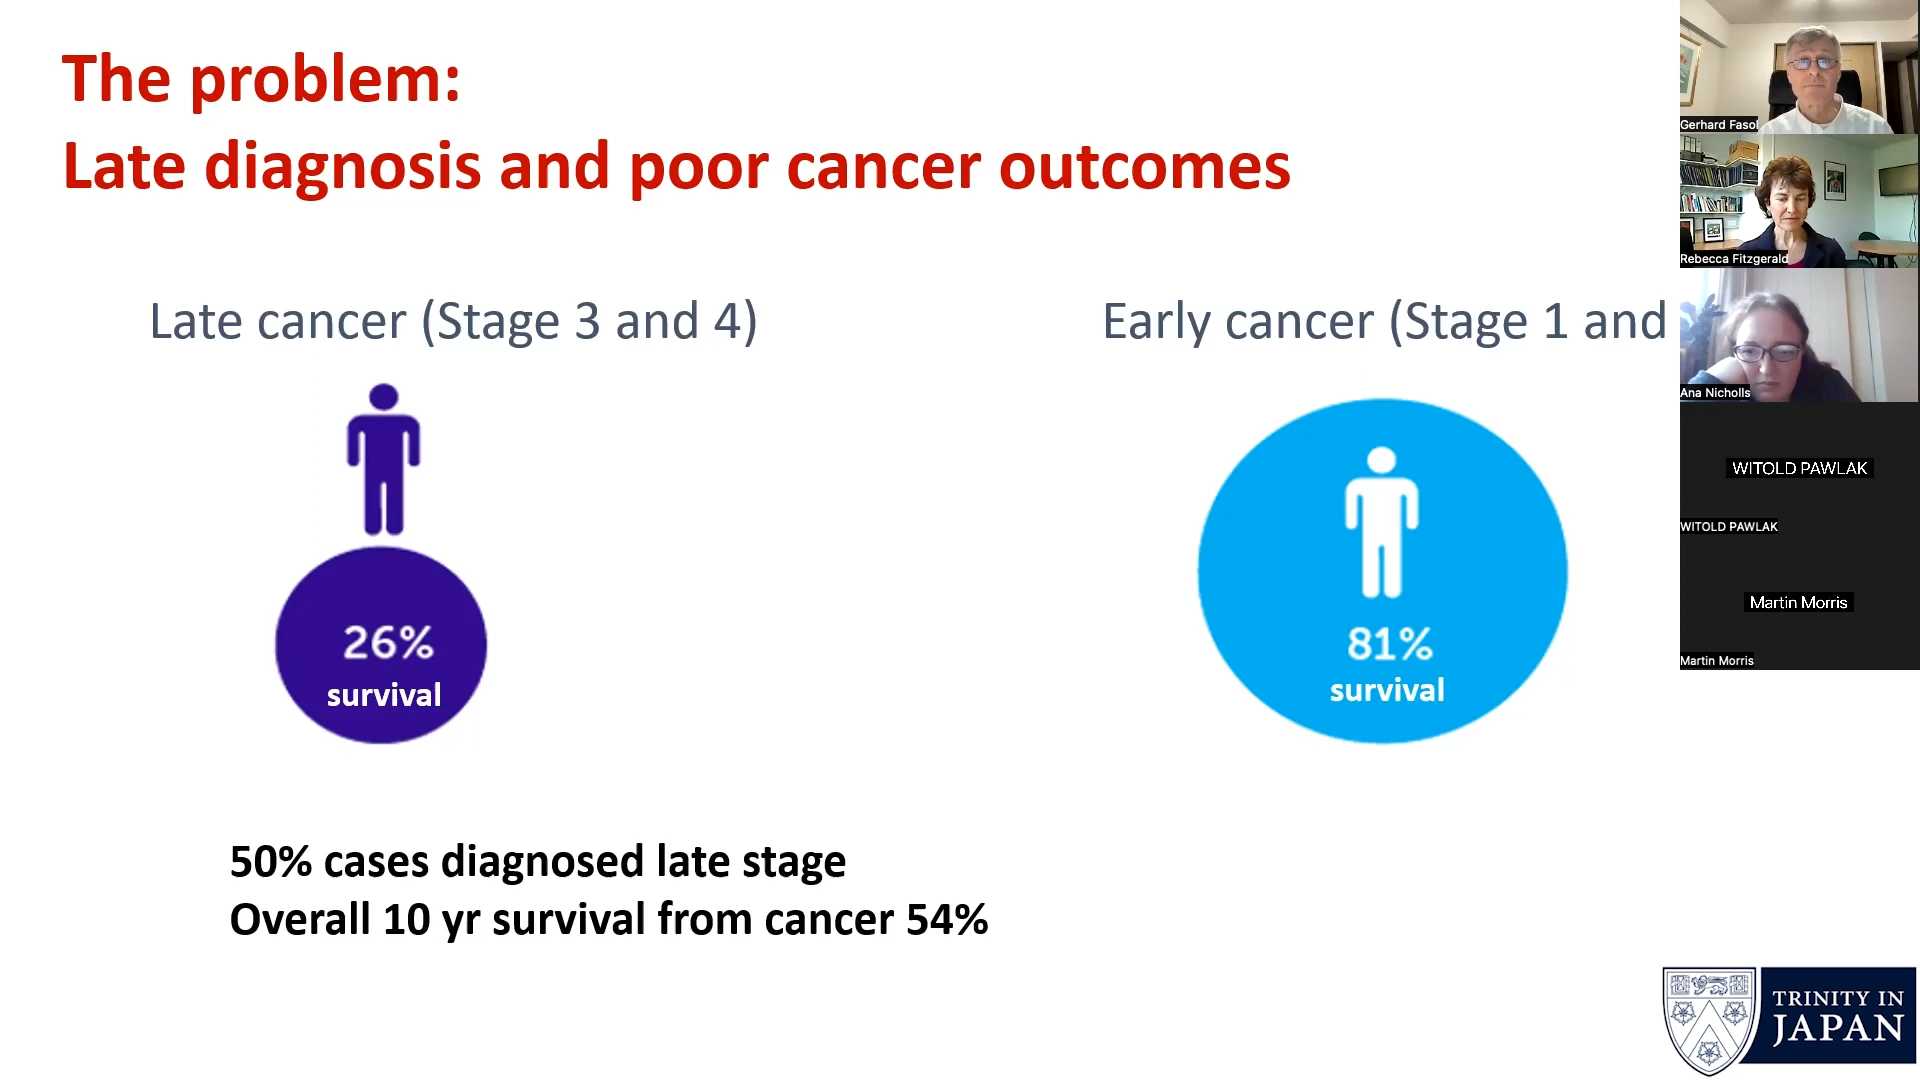 The problem:
Late diagnosis and poor cancer outcomes
Late cancer (Stage 3 and 4)
Early cancer (Stage 1 and
26%
survival
81%
survival
50% cases diagnosed late stage
Overall 10 yr survival from cancer 54%
Gerhard Fasol
Rebecca Fitzgerald
Ana Nicholls
WITOLD PAWLAK
WITOLD PAWLAK
Martin Morris
Martin Morris
TRINITY IN
JAPAN